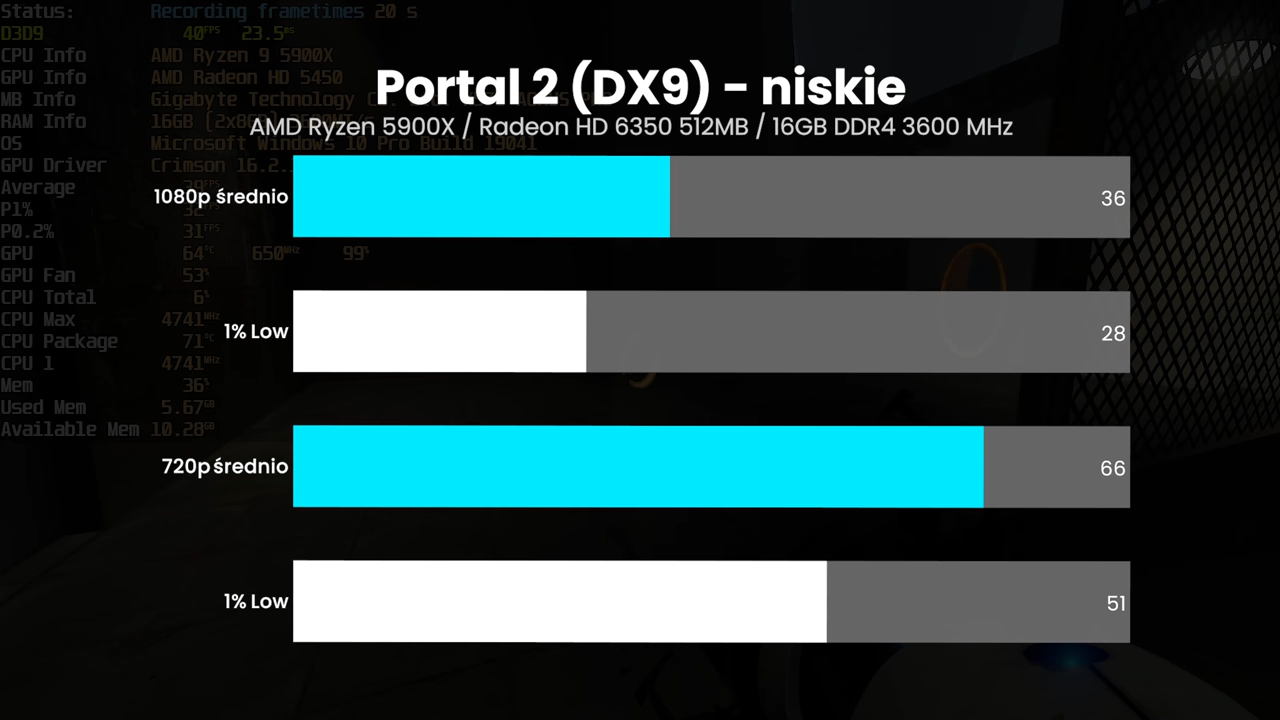 Status: Recording frametimes 20 s
D3D9 40 FPS 23.5 ms
CPU Info AMD Ryzen 9 5900X
GPU Info AMD Radeon HD 5450
MB Info Gigabyte Technology
RAM Info 16GB
OS Microsoft Windows 10 Pro Build 19041
GPU Driver Crimson 16.2..
Average FPS
P1% 32
P0.2% 31 FPS
GPU 64 °C 650 MHz 99 %
GPU Fan 53 %
CPU Total 6 %
CPU Max 4741 MHz
CPU Package 71 °C
CPU 1 4741 MHz
Mem 36 %
Used Mem 5.67 GB
Available Mem 10.28 GB
Portal 2 (DX9) - niskie
AMD Ryzen 5900X / Radeon HD 6350 512MB / 16GB DDR4 3600 MHz
1080p średnio 36
1% Low 28
720p średnio 66
1% Low 51